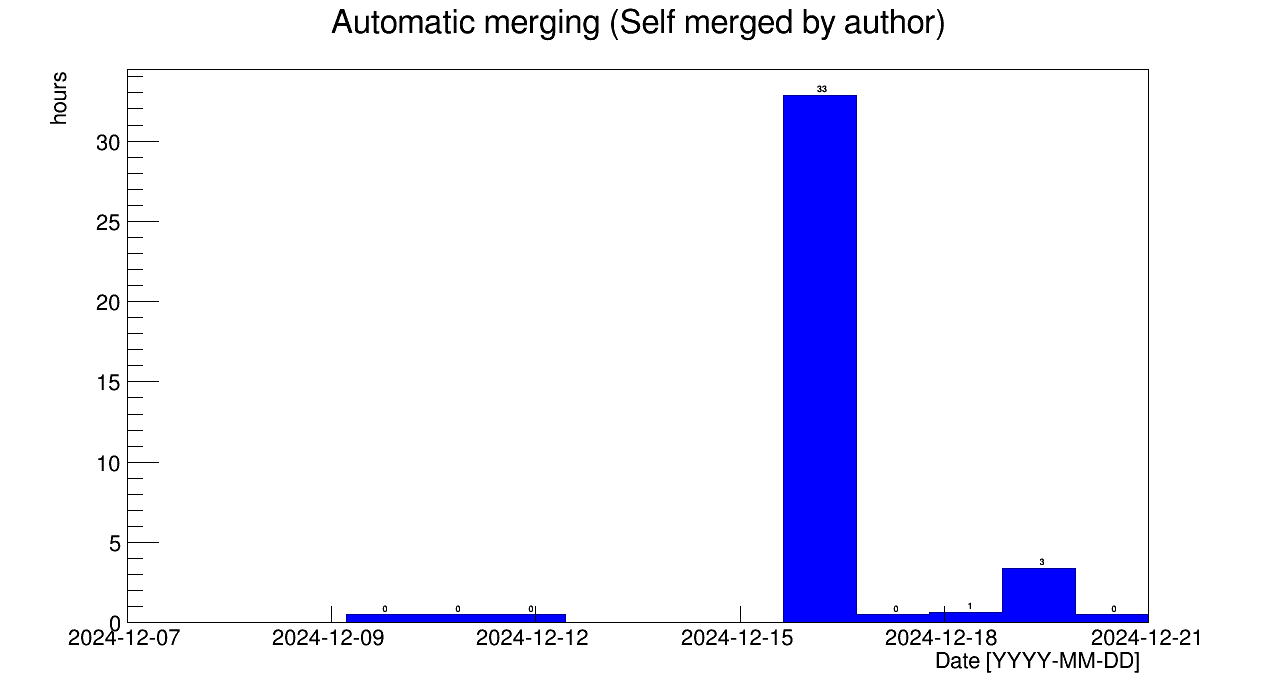 Automatic merging (Self merged by author)
hours
33
30
25
20
15
10
5
3
0 0 0 0 1 0
0
2024-12-07 2024-12-09 2024-12-12 2024-12-15 2024-12-18 2024-12-21
Date [YYYY-MM-DD]